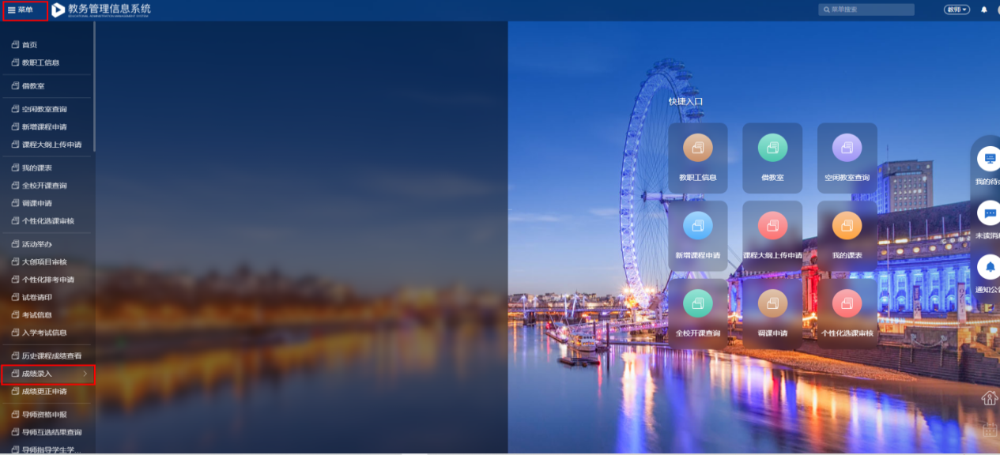 菜单
教务管理信息系统
EDUCATIONAL ADMINISTRATION MANAGEMENT SYSTEM
菜单搜索
教师
首页
教职工信息
借教室
空闲教室查询
新增课程申请
课程大纲上传申请
我的课表
全校开课查询
调课申请
个性化选课审核
活动举办
大创项目审核
个性化排考申请
试卷请印
考试信息
入学考试信息
历史课程成绩查看
成绩录入
成绩更正申请
导师资格申报
导师互选结果查询
导师指导学生学...
快捷入口
教职工信息
借教室
空闲教室查询
新增课程申请
课程大纲上传申请
我的课表
全校开课查询
调课申请
个性化选课审核
我的待
未读消
通知公